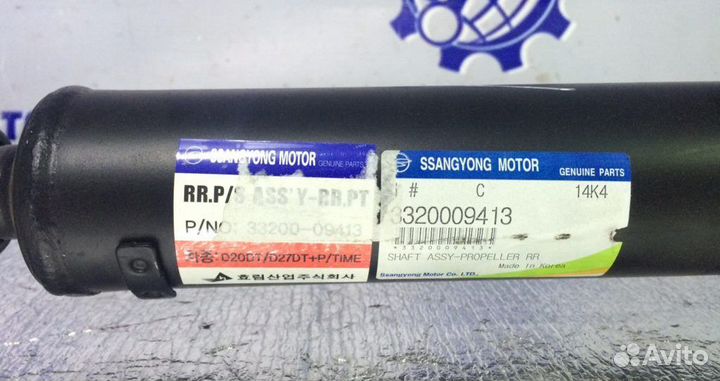 SSANGYONG MOTOR
GENUINE PARTS
RR.P/S ASS'Y-RR.PT
P/NO: 33200-09413
차종: D20DT/D27DT+P/TIME
효림산업주식회사
SSANGYONG MOTOR
GENUINE PARTS
# C 14K4
3320009413
*3320009413*
SHAFT ASSY-PROPELLER RR
Made In Korea
Ssangyong Motor Co. LTD.
Avito